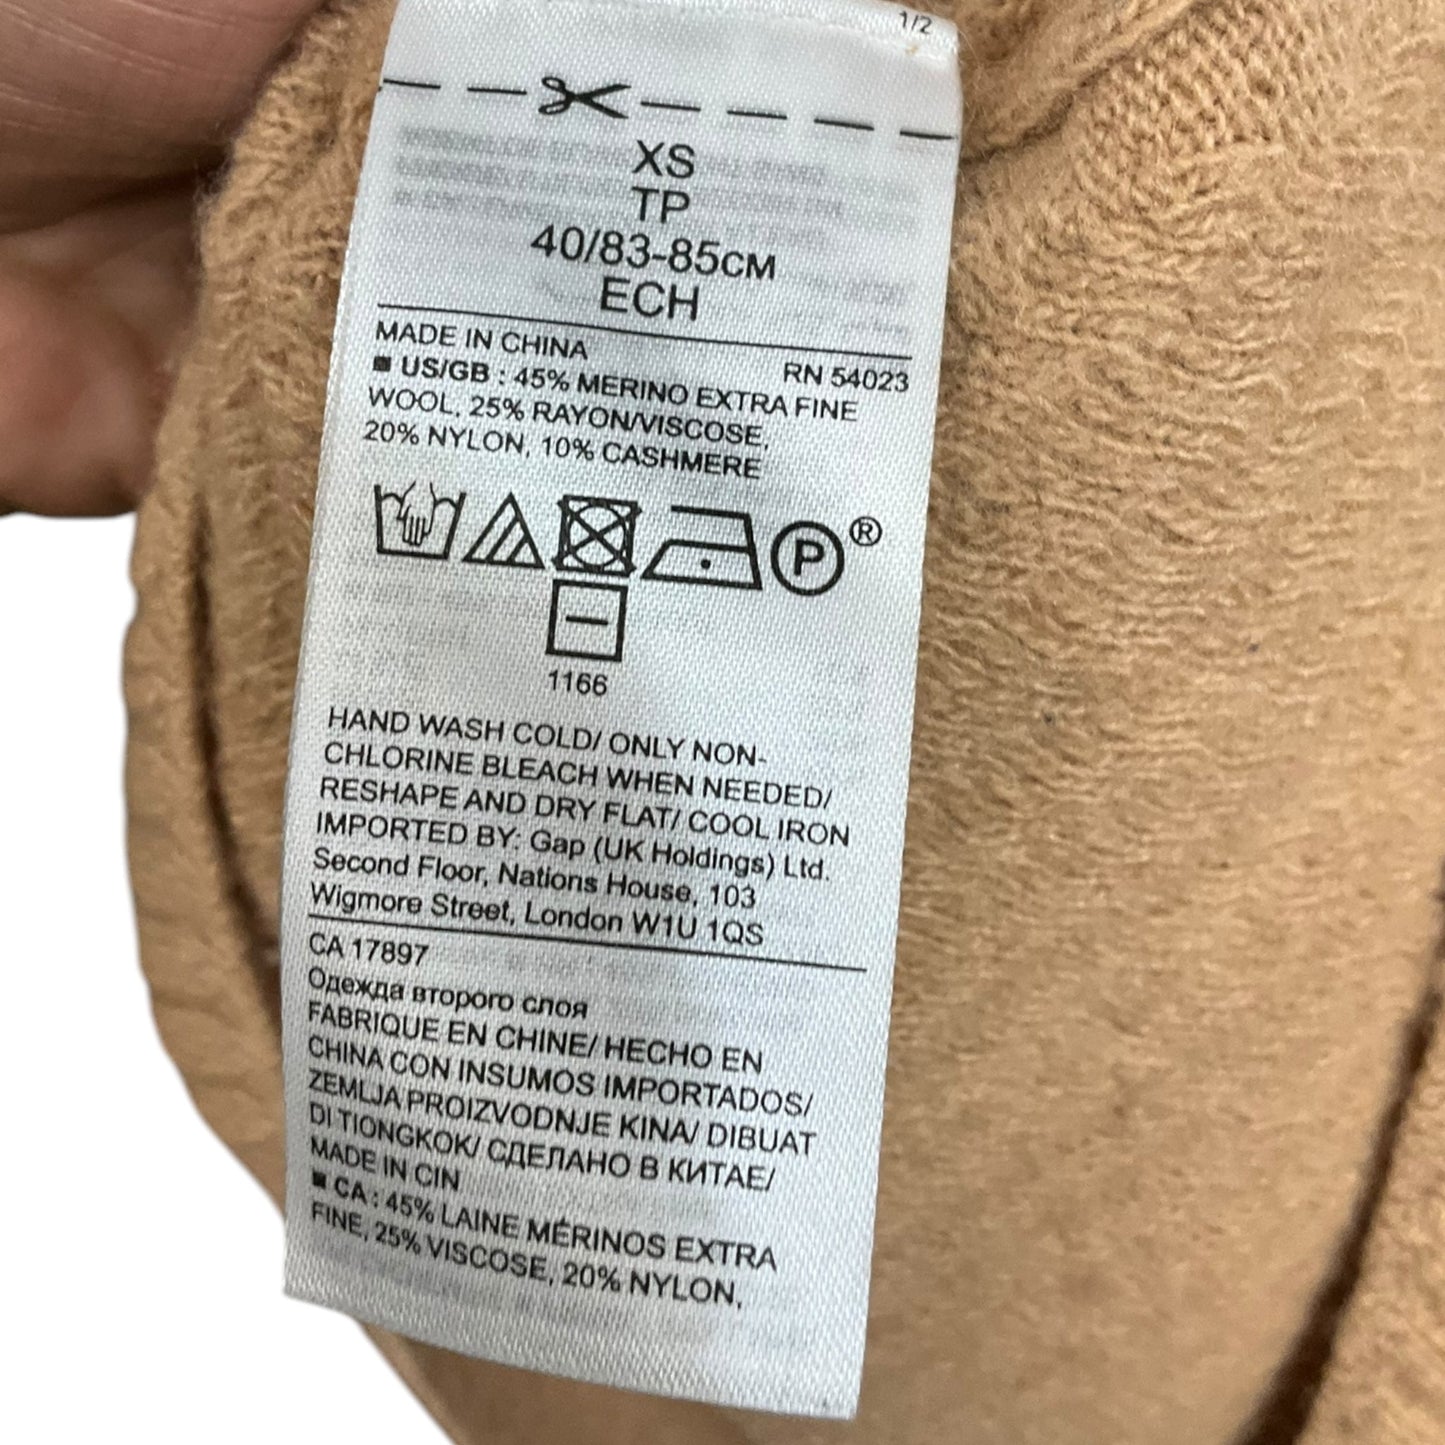 1/2
XS
TP
40/83-85CM
ECH
MADE IN CHINA
RN 54023
■ US/GB : 45% MERINO EXTRA FINE
WOOL, 25% RAYON/VISCOSE,
20% NYLON, 10% CASHMERE
P ®
1166
HAND WASH COLD/ ONLY NON-
CHLORINE BLEACH WHEN NEEDED/
RESHAPE AND DRY FLAT/ COOL IRON
IMPORTED BY: Gap (UK Holdings) Ltd.
Second Floor, Nations House, 103
Wigmore Street, London W1U 1QS
CA 17897
Одежда второго слоя
FABRIQUE EN CHINE/ HECHO EN
CHINA CON INSUMOS IMPORTADOS/
ZEMLJA PROIZVODNJE KINA/ DIBUAT
DI TIONGKOK/ СДЕЛАНО В КИТАЕ/
MADE IN CIN
■ CA : 45% LAINE MÉRINOS EXTRA
FINE, 25% VISCOSE, 20% NYLON,